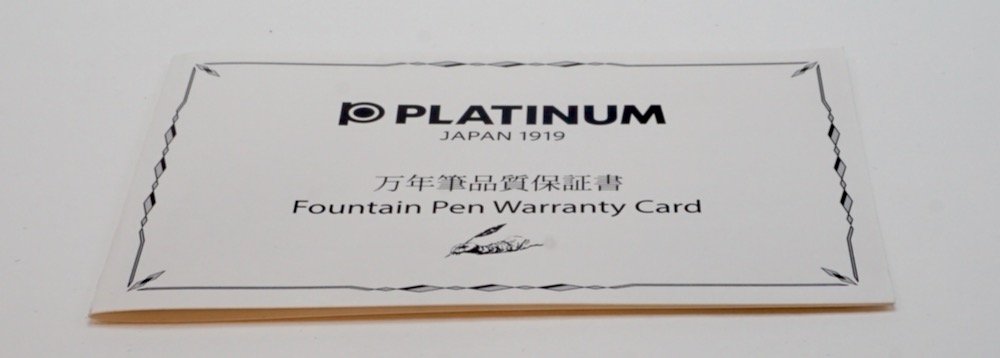 PLATINUM
JAPAN 1919
万年筆品質保証書
Fountain Pen Warranty Card